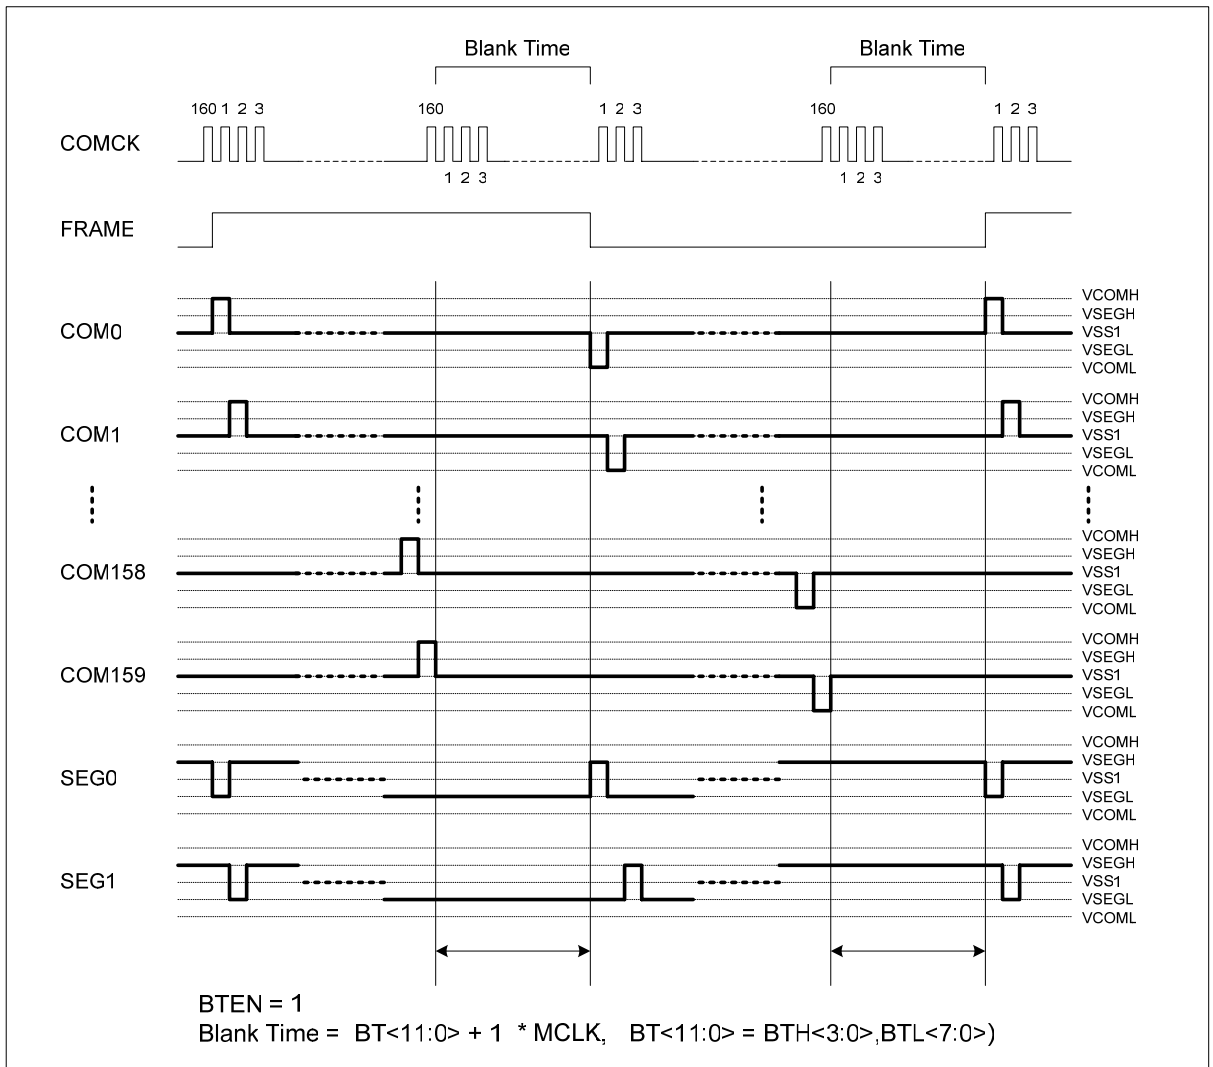 Blank Time Blank Time
160 1 2 3 160 1 2 3 160 1 2 3
COMCK
1 2 3 1 2 3
FRAME
VCOMH
VSEGH
COM0 VSS1
VSEGL
VCOML
VCOMH
VSEGH
COM1 VSS1
VSEGL
VCOML
VCOMH
VSEGH
COM158 VSS1
VSEGL
VCOML
VCOMH
VSEGH
COM159 VSS1
VSEGL
VCOML
VCOMH
VSEGH
SEG0 VSS1
VSEGL
VCOML
VCOMH
VSEGH
SEG1 VSS1
VSEGL
VCOML
BTEN = 1
Blank Time = BT<11:0> + 1 * MCLK, BT<11:0> = BTH<3:0>,BTL<7:0>)